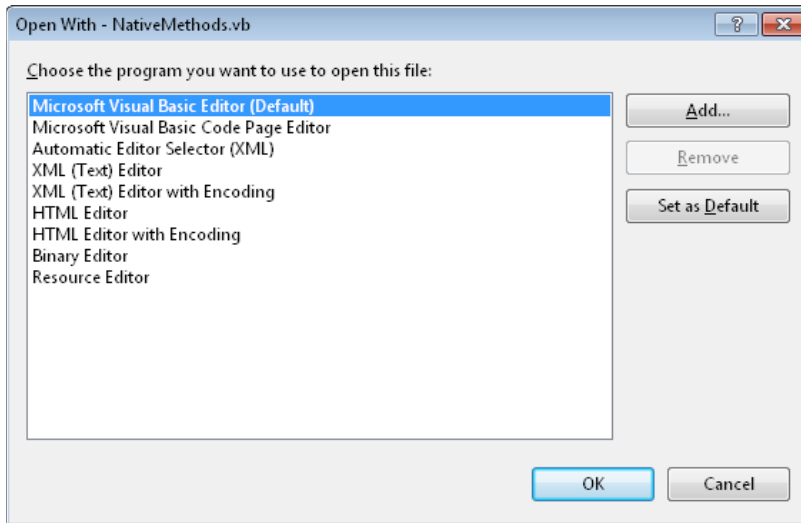 Open With - NativeMethods.vb
Choose the program you want to use to open this file:
Microsoft Visual Basic Editor (Default)
Microsoft Visual Basic Code Page Editor
Automatic Editor Selector (XML)
XML (Text) Editor
XML (Text) Editor with Encoding
HTML Editor
HTML Editor with Encoding
Binary Editor
Resource Editor
Add...
Remove
Set as Default
OK
Cancel